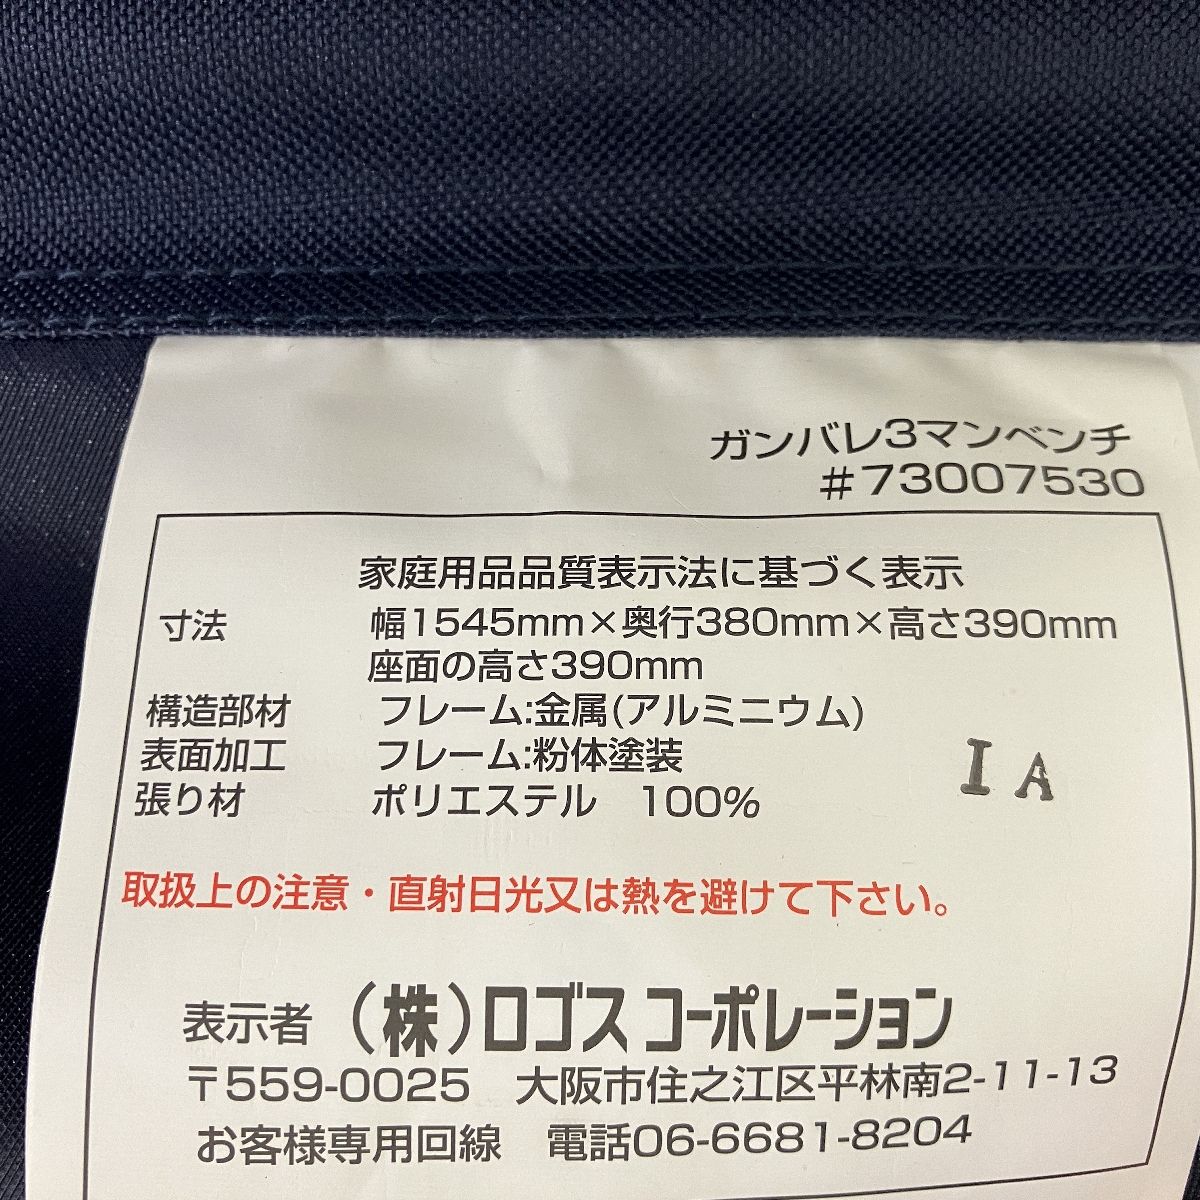 ガンバレ3マンベンチ
#73007530
家庭用品品質表示法に基づく表示
寸法 幅1545mm×奥行380mm×高さ390mm
座面の高さ390mm
構造部材 フレーム:金属(アルミニウム)
表面加工 フレーム:粉体塗装
張り材 ポリエステル 100%
I A
取扱上の注意・直射日光又は熱を避けて下さい。
表示者 (株)ロゴス コーポレーション
〒559-0025 大阪市住之江区平林南2-11-13
お客様専用回線 電話06-6681-8204